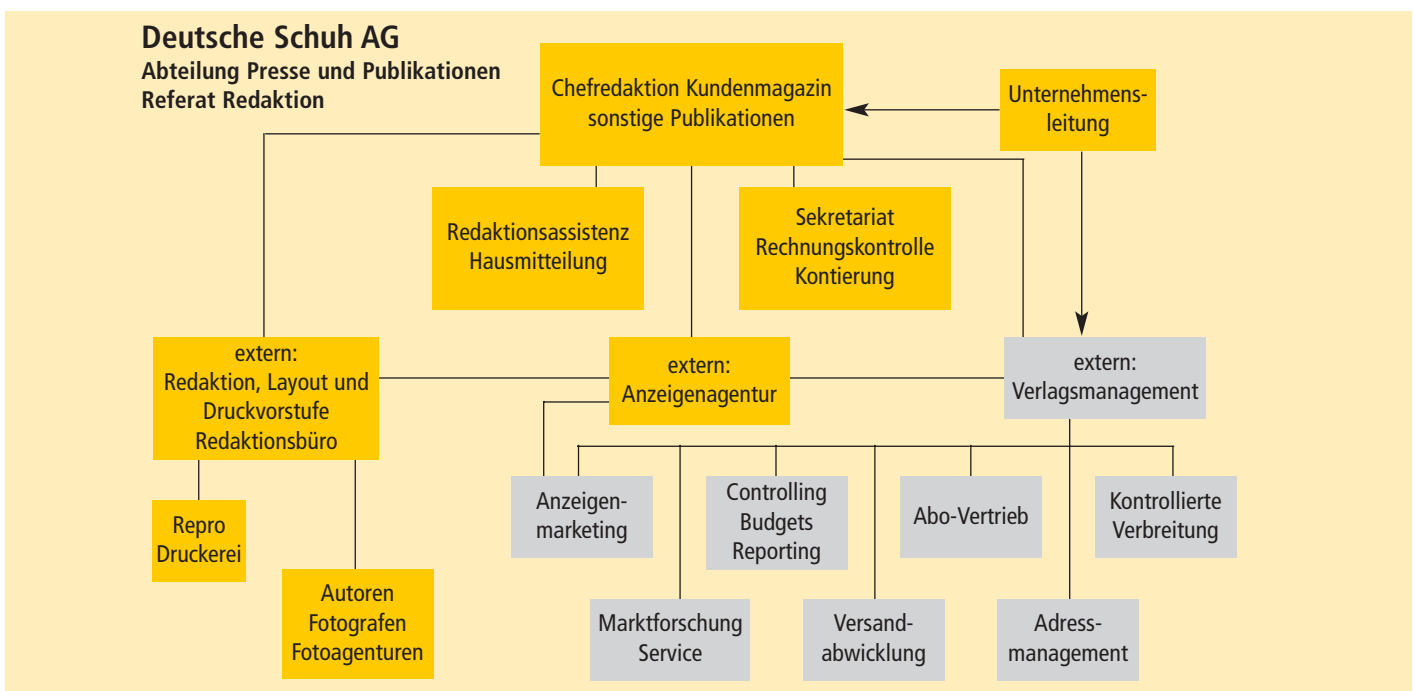 Deutsche Schuh AG
Abteilung Presse und Publikationen
Referat Redaktion
Chefredaktion Kundenmagazin
sonstige Publikationen
Unternehmens-
leitung
Redaktionsassistenz
Hausmitteilung
Sekretariat
Rechnungskontrolle
Kontierung
extern:
Redaktion, Layout und
Druckvorstufe
Redaktionsbüro
extern:
Anzeigenagentur
extern:
Verlagsmanagement
Repro
Druckerei
Autoren
Fotografen
Fotoagenturen
Anzeigen-
marketing
Controlling
Budgets
Reporting
Abo-Vertrieb
Kontrollierte
Verbreitung
Marktforschung
Service
Versand-
abwicklung
Adress-
management